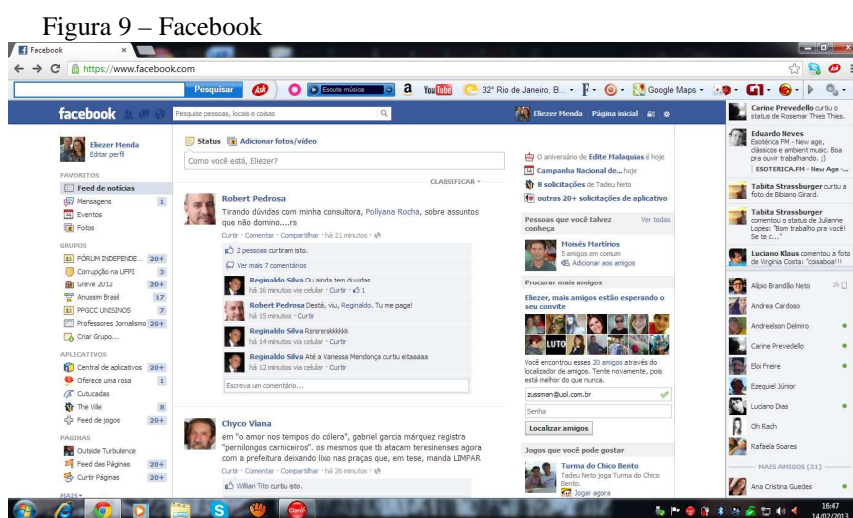 Figura 9 – Facebook
Facebook
https://www.facebook.com
Pesquisar
Ask
Escute música
a
YouTube
32° Rio de Janeiro, B...
F
Google Maps
G1
facebook
Pesquise pessoas, locais e coisas
Eliezer Menda
Página inicial
Eliezer Menda
Editar perfil
FAVORITOS
Feed de notícias
Mensagens 1
Eventos
Fotos
GRUPOS
FÓRUM INDEPENDE... 20+
Corrupção na UFPI 3
Greve 2012 20+
Anussim Brasil 17
PPGCC UNISINOS 7
Professores Jornalismo 20+
Criar Grupo...
APLICATIVOS
Central de aplicativos 20+
Oferece uma rosa 1
Cutucadas
The Ville 8
Feed de jogos 20+
PÁGINAS
Outside Turbulence
Feed das Páginas 20+
Curtir Páginas 20+
MAIS
Status Adicionar fotos/vídeo
Como você está, Eliezer?
CLASSIFICAR
Robert Pedrosa
Tirando dúvidas com minha consultora, Pollyana Rocha, sobre assuntos
que não domino....rs
Curtir · Comentar · Compartilhar · há 21 minutos ·
2 pessoas curtiram isto.
Ver mais 7 comentários
Reginaldo Silva Ou ainda tem duvidas
há 16 minutos via celular · Curtir · 1
Robert Pedrosa Destá, viu, Reginaldo. Tu me paga!
há 15 minutos · Curtir
Reginaldo Silva Rsrsrsrskkkkkk
há 14 minutos via celular · Curtir
Reginaldo Silva Até a Vanessa Mendonça curtiu eitaaaaa
há 12 minutos via celular · Curtir
Escreva um comentário...
Chyco Viana
em "o amor nos tempos do cólera", gabriel garcia márquez registra
"pernilongos carniceiros". os mesmos que tb atacam teresinenses agora
com a prefeitura deixando lixo nas praças que, em tese, manda LIMPAR
Curtir · Comentar · Compartilhar · há 26 minutos ·
Willian Tito curtiu isto.
O aniversário de Edite Malaquias é hoje
Campanha Nacional de... hoje
8 solicitações de Tadeu Neto
outras 20+ solicitações de aplicativo
Pessoas que você talvez conheça
Ver todas
Moisés Martírios
5 amigos em comum
Adicionar aos amigos
Procurar mais amigos
Eliezer, mais amigos estão esperando o
seu convite
LUTO
Você encontrou esses 20 amigos através do
localizador de amigos. Tente novamente, pois
está melhor do que nunca.
zussman@uol.com.br
Senha
Localizar amigos
Jogos que você pode gostar
Turma do Chico Bento
Tadeu Neto joga Turma do Chico
Bento.
Jogar agora
Carine Prevedello curtiu o
status de Rosemar Thies Thies.
Eduardo Neves
Esotérica FM - New age,
clássicos e ambient music. Boa
pra ouvir trabalhando. ;)
ESOTERICA.FM - New Age -...
Tabita Strassburger curtiu a
foto de Bibiano Girard.
Tabita Strassburger
comentou o status de Julianne
Lopes: "Bom trabalho pra você!
Se te c..."
Luciano Klaus comentou a foto
de Virginia Costa: "coisaboa!!!
Alípio Brandão Neto
Andrea Cardoso
Andreelson Delmiro
Carine Prevedello
Eloi Freire
Ezequiel Júnior
Luciano Dias
Oh Rach
Rafaela Soares
MAIS AMIGOS (21)
Ana Cristina Guedes
Claro
16:47
14/02/2013